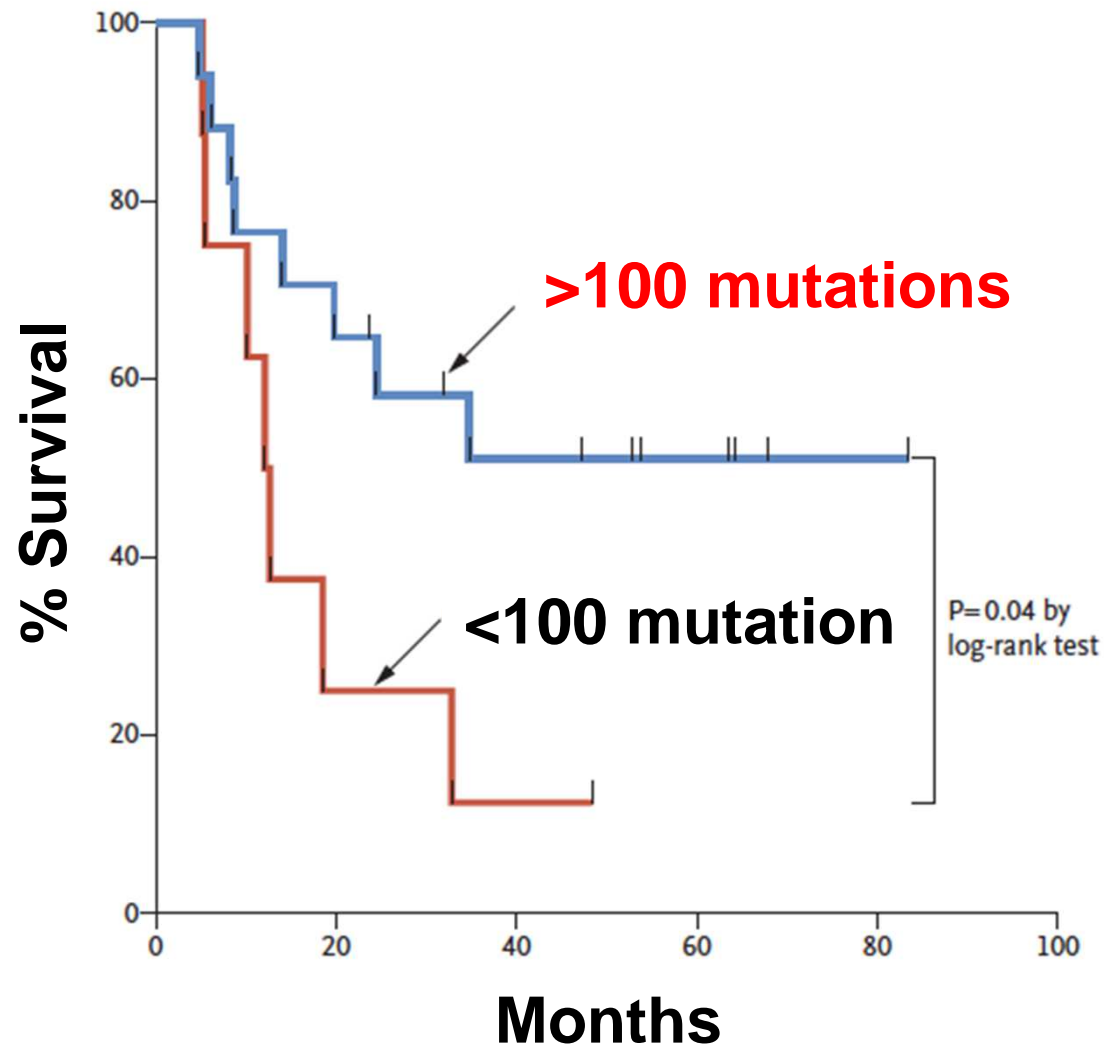 100
80
60
40
20
0
% Survival
>100 mutations
<100 mutation
P=0.04 by
log-rank test
0 20 40 60 80 100
Months